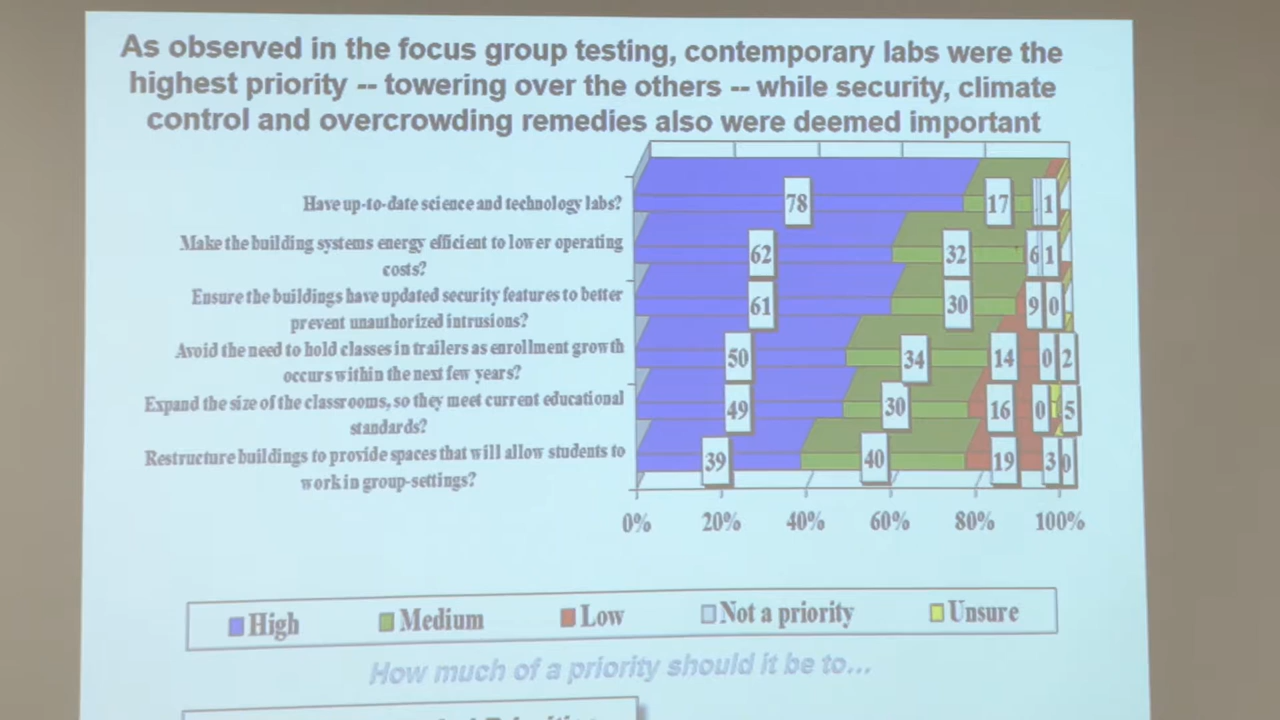 As observed in the focus group testing, contemporary labs were the
highest priority -- towering over the others -- while security, climate
control and overcrowding remedies also were deemed important
Have up-to-date science and technology labs?
78 17 1
Make the building systems energy efficient to lower operating
costs?
62 32 6 1
Ensure the buildings have updated security features to better
prevent unauthorized intrusions?
61 30 9 0
Avoid the need to hold classes in trailers as enrollment growth
occurs within the next few years?
50 34 14 0 2
Expand the size of the classrooms, so they meet current educational
standards?
49 30 16 0 5
Restructure buildings to provide spaces that will allow students to
work in group-settings?
39 40 19 3 0
0% 20% 40% 60% 80% 100%
High Medium Low Not a priority Unsure
How much of a priority should it be to...